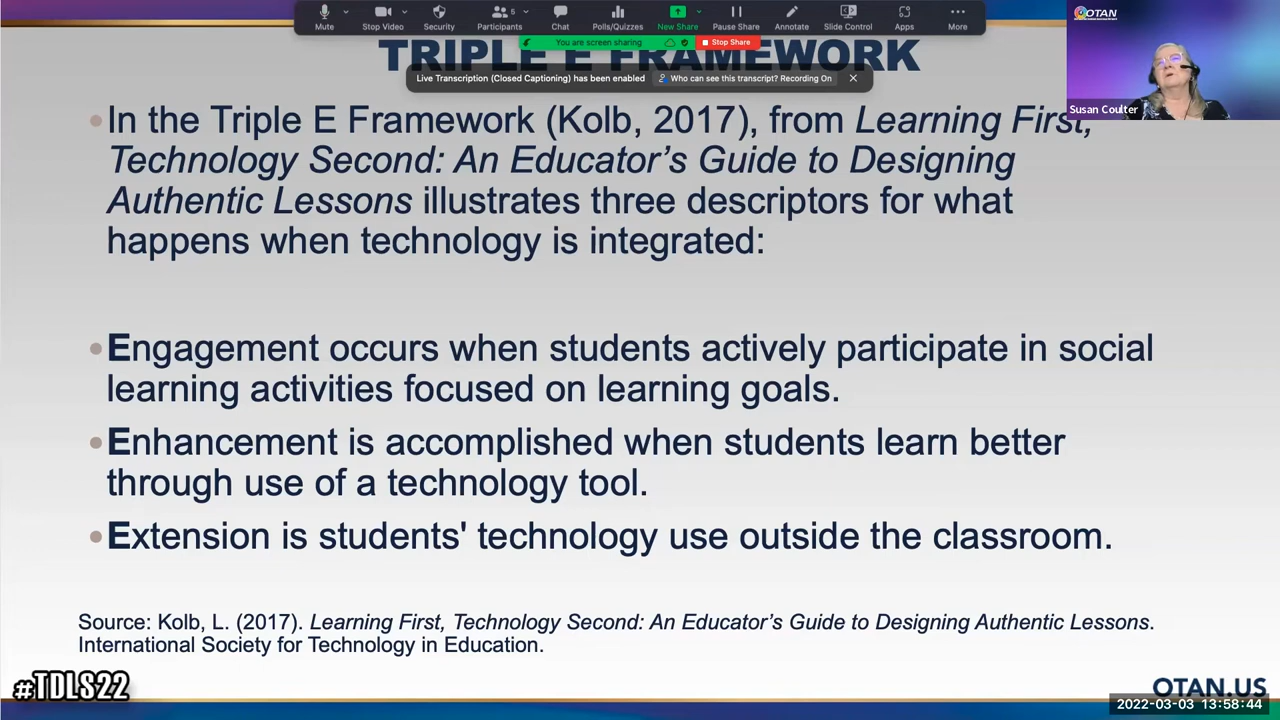 Mute
Stop Video
Security
Participants
5
Chat
Polls/Quizzes
New Share
Pause Share
Annotate
Slide Control
Apps
More
You are screen sharing
Stop Share
OTAN
TRIPLE E FRAMEWORK
Live Transcription (Closed Captioning) has been enabled
Who can see this transcript? Recording On
Susan Coulter
In the Triple E Framework (Kolb, 2017), from Learning First,
Technology Second: An Educator’s Guide to Designing
Authentic Lessons illustrates three descriptors for what
happens when technology is integrated:
Engagement occurs when students actively participate in social
learning activities focused on learning goals.
Enhancement is accomplished when students learn better
through use of a technology tool.
Extension is students' technology use outside the classroom.
Source: Kolb, L. (2017). Learning First, Technology Second: An Educator’s Guide to Designing Authentic Lessons.
International Society for Technology in Education.
#TDLS22
OTAN.US
2022-03-03 13:58:44